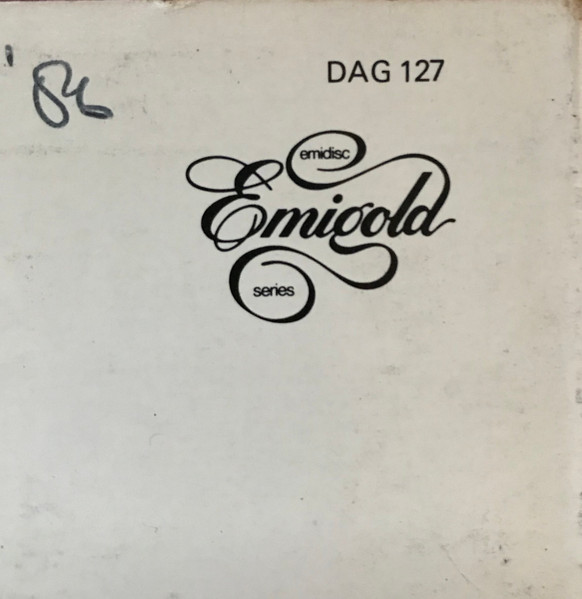 '86
DAG 127
emidisc
Emigold
series